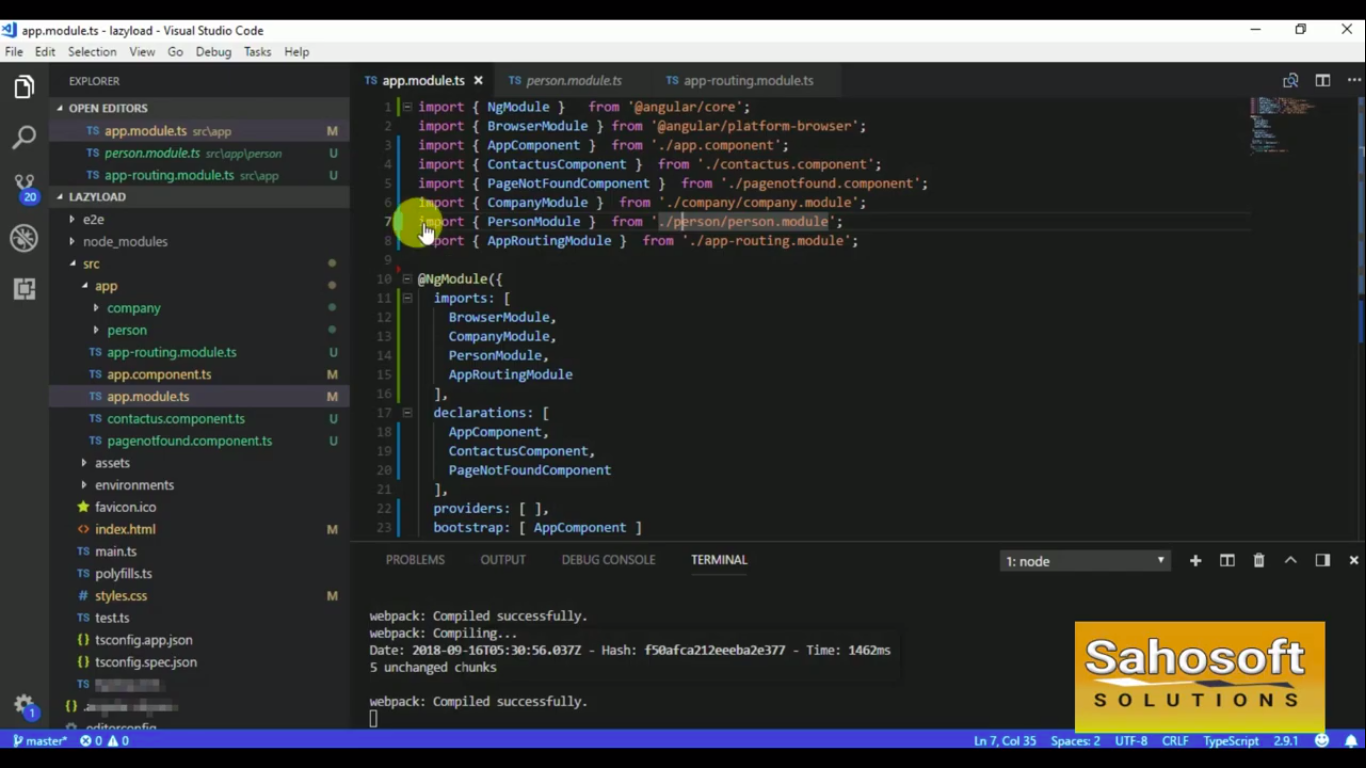 app.module.ts - lazyload - Visual Studio Code
File Edit Selection View Go Debug Tasks Help
EXPLORER
OPEN EDITORS
TS app.module.ts src\app M
TS person.module.ts src\app\person U
TS app-routing.module.ts src\app U
20
LAZYLOAD
e2e
node_modules
src
app
company
person
TS app-routing.module.ts U
TS app.component.ts M
TS app.module.ts M
TS contactus.component.ts U
TS pagenotfound.component.ts U
assets
environments
favicon.ico
<> index.html M
TS main.ts
TS polyfills.ts
# styles.css M
TS test.ts
{} tsconfig.app.json
{} tsconfig.spec.json
TS
{}
.editorconfig
1
TS app.module.ts × TS person.module.ts TS app-routing.module.ts
1 import { NgModule } from '@angular/core';
2 import { BrowserModule } from '@angular/platform-browser';
3 import { AppComponent } from './app.component';
4 import { ContactusComponent } from './contactus.component';
5 import { PageNotFoundComponent } from './pagenotfound.component';
6 import { CompanyModule } from './company/company.module';
7 import { PersonModule } from './person/person.module';
8 import { AppRoutingModule } from './app-routing.module';
9
10 @NgModule({
11 imports: [
12 BrowserModule,
13 CompanyModule,
14 PersonModule,
15 AppRoutingModule
16 ],
17 declarations: [
18 AppComponent,
19 ContactusComponent,
20 PageNotFoundComponent
21 ],
22 providers: [ ],
23 bootstrap: [ AppComponent ]
PROBLEMS OUTPUT DEBUG CONSOLE TERMINAL 1: node
webpack: Compiled successfully.
webpack: Compiling...
Date: 2018-09-16T05:30:56.037Z - Hash: f50afca212eeeba2e377 - Time: 1462ms
5 unchanged chunks
webpack: Compiled successfully.
Sahosoft
SOLUTIONS
master* 0 0 Ln 7, Col 35 Spaces: 2 UTF-8 CRLF TypeScript 2.9.1